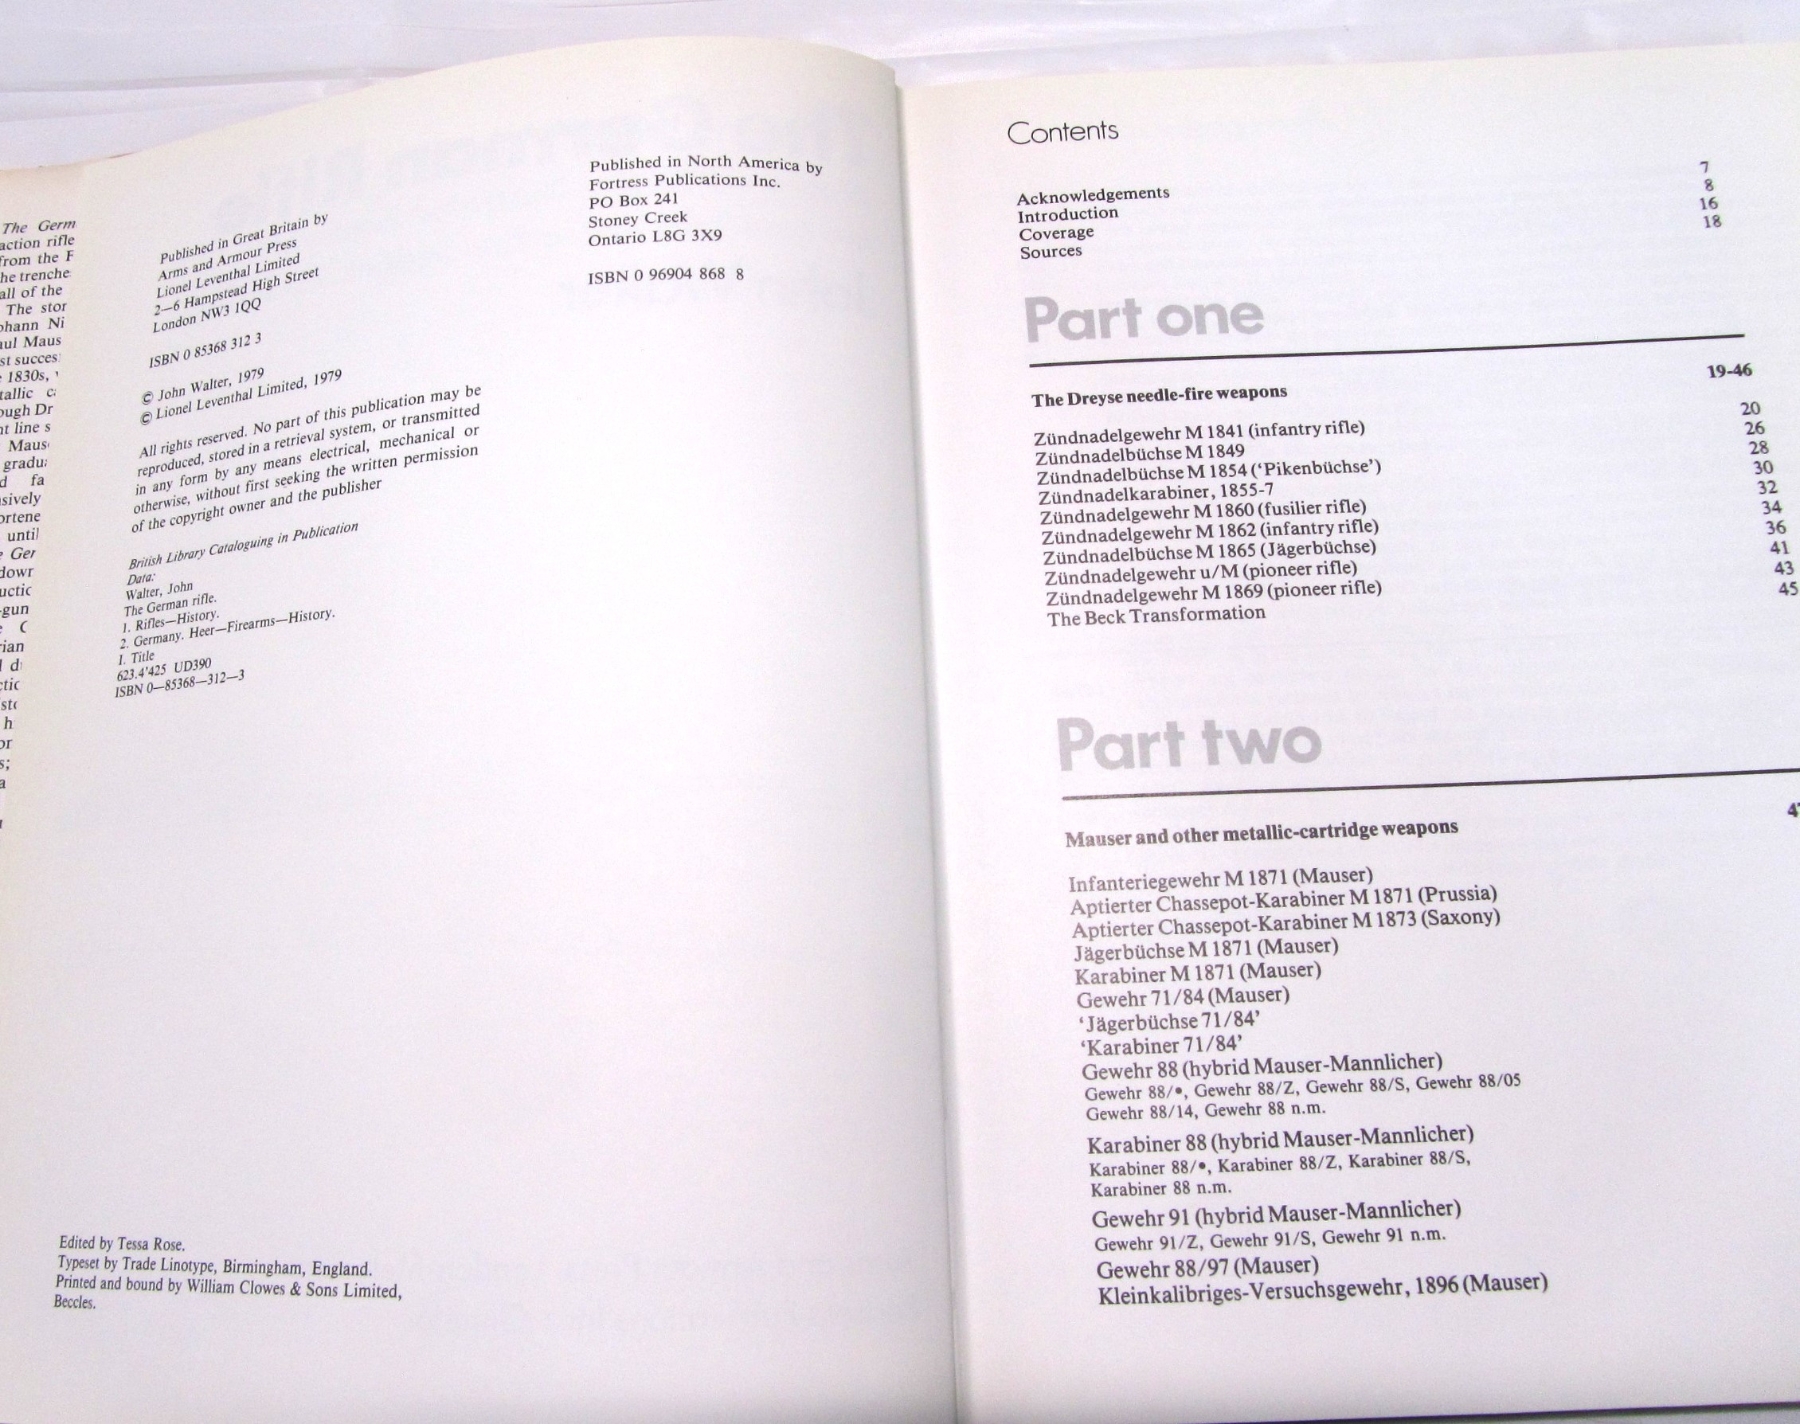 The Germ
action rifle
from the F
he trenche
all of the
The stor
ohann Ni
aul Maus
st succes
1830s,
tallic
ough Dr
nt line s
Maus
gradu
d fa
sively
ortene
until
Ger
dowr
uctic
-gun
rian
Published in Great Britain by
Arms and Armour Press
Lionel Leventhal Limited
2—6 Hampstead High Street
London NW3 1QQ
ISBN 0 85368 312 3
© John Walter, 1979
© Lionel Leventhal Limited, 1979
All rights reserved. No part of this publication may be
reproduced, stored in a retrieval system, or transmitted
in any form by any means electrical, mechanical or
otherwise, without first seeking the written permission
of the copyright owner and the publisher
British Library Cataloguing in Publication
Data:
Walter, John
The German rifle.
1. Rifles—History.
2. Germany. Heer—Firearms—History.
I. Title
623.4'425 UD390
ISBN 0—85368—312—3
Published in North America by
Fortress Publications Inc.
PO Box 241
Stoney Creek
Ontario L8G 3X9
ISBN 0 96904 868 8
Edited by Tessa Rose.
Typeset by Trade Linotype, Birmingham, England.
Printed and bound by William Clowes & Sons Limited,
Beccles.
Contents
Acknowledgements 7
Introduction 8
Coverage 16
Sources 18
Part one
The Dreyse needle-fire weapons 19-46
Zündnadelgewehr M 1841 (infantry rifle) 20
Zündnadelbüchse M 1849 26
Zündnadelbüchse M 1854 ('Pikenbüchse') 28
Zündnadelkarabiner, 1855-7 30
Zündnadelgewehr M 1860 (fusilier rifle) 32
Zündnadelgewehr M 1862 (infantry rifle) 34
Zündnadelbüchse M 1865 (Jägerbüchse) 36
Zündnadelgewehr u/M (pioneer rifle) 41
Zündnadelgewehr M 1869 (pioneer rifle) 43
The Beck Transformation 45
Part two
Mauser and other metallic-cartridge weapons
Infanteriegewehr M 1871 (Mauser)
Aptierter Chassepot-Karabiner M 1871 (Prussia)
Aptierter Chassepot-Karabiner M 1873 (Saxony)
Jägerbüchse M 1871 (Mauser)
Karabiner M 1871 (Mauser)
Gewehr 71/84 (Mauser)
'Jägerbüchse 71/84'
'Karabiner 71/84'
Gewehr 88 (hybrid Mauser-Mannlicher)
Gewehr 88/•, Gewehr 88/Z, Gewehr 88/S, Gewehr 88/05
Gewehr 88/14, Gewehr 88 n.m.
Karabiner 88 (hybrid Mauser-Mannlicher)
Karabiner 88/•, Karabiner 88/Z, Karabiner 88/S,
Karabiner 88 n.m.
Gewehr 91 (hybrid Mauser-Mannlicher)
Gewehr 91/Z, Gewehr 91/S, Gewehr 91 n.m.
Gewehr 88/97 (Mauser)
Kleinkalibriges-Versuchsgewehr, 1896 (Mauser)